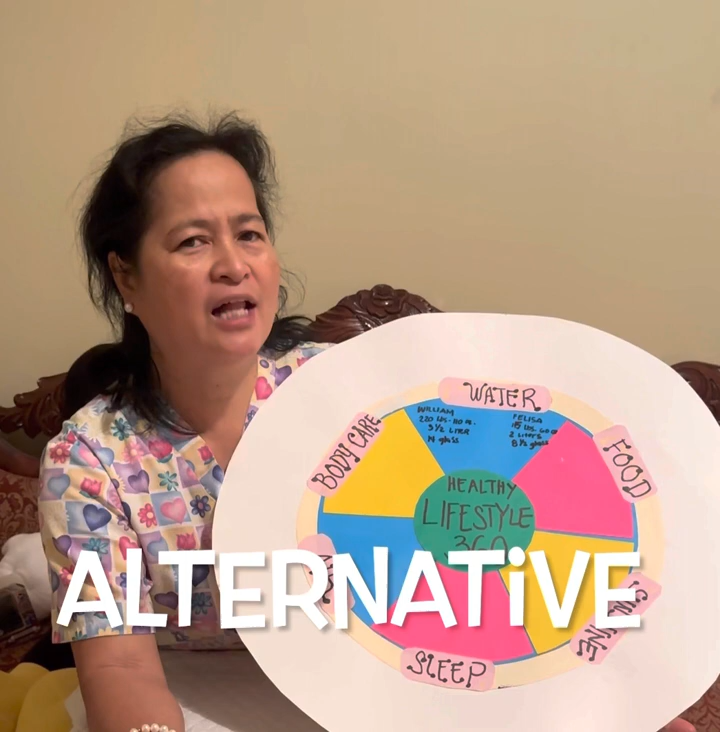 WATER
WILLIAM
220 LBS.-110 oz.
3 1/2 LITER
14 glass
FELISA
2 LITERS
8 1/2 glass
BODY CARE
FOOD
HEALTHY
LIFESTYLE
360
ALTERNATiVE
SLEEP